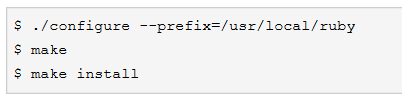 $ ./configure --prefix=/usr/local/ruby
$ make
$ make install